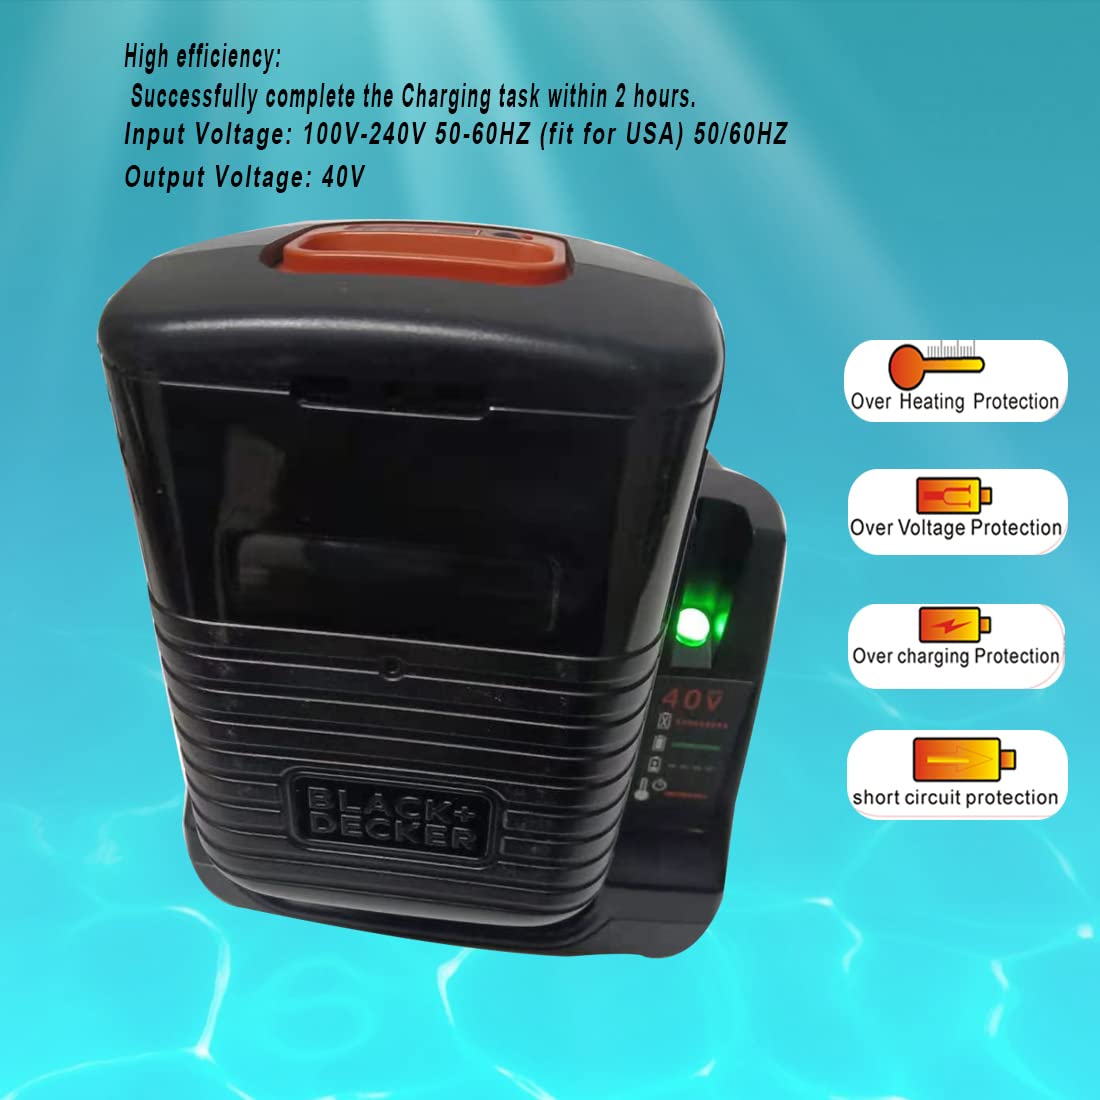 High efficiency:
Successfully complete the Charging task within 2 hours.
Input Voltage: 100V-240V 50-60HZ (fit for USA) 50/60HZ
Output Voltage: 40V
Over Heating Protection
Over Voltage Protection
Over charging Protection
short circuit protection
40V
BLACK+
DECKER